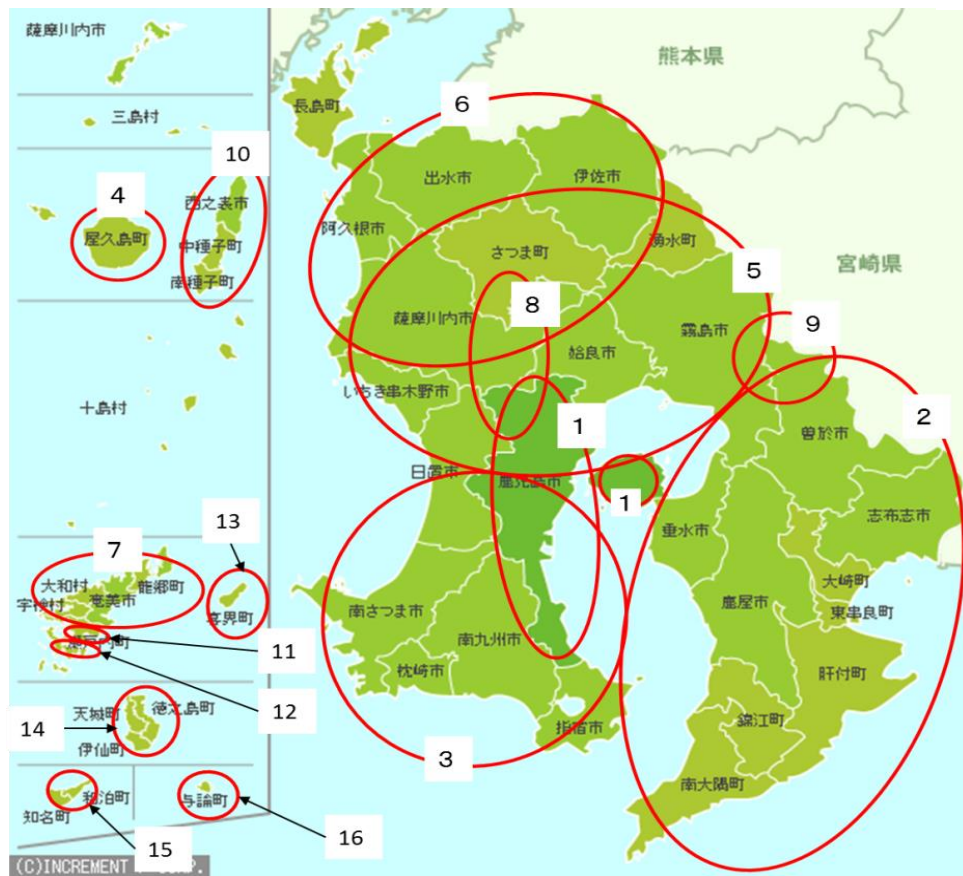 薩摩川内市
三島村
10
4
西之表市
屋久島町
中種子町
南種子町
十島村
13
7
大和村
龍郷町
宇検村
奄美市
喜界町
11
12
天城町
徳之島町
14
伊仙町
和泊町
知名町
与論町
15
16
(C)INCREMENT P CORP.
熊本県
長島町
6
出水市
伊佐市
阿久根市
さつま町
湧水町
宮崎県
5
8
薩摩川内市
霧島市
9
姶良市
いちき串木野市
1
2
曽於市
日置市
鹿児島市
1
垂水市
志布志市
大崎町
南さつま市
鹿屋市
東串良町
南九州市
枕崎市
肝付町
錦江町
指宿市
3
南大隅町